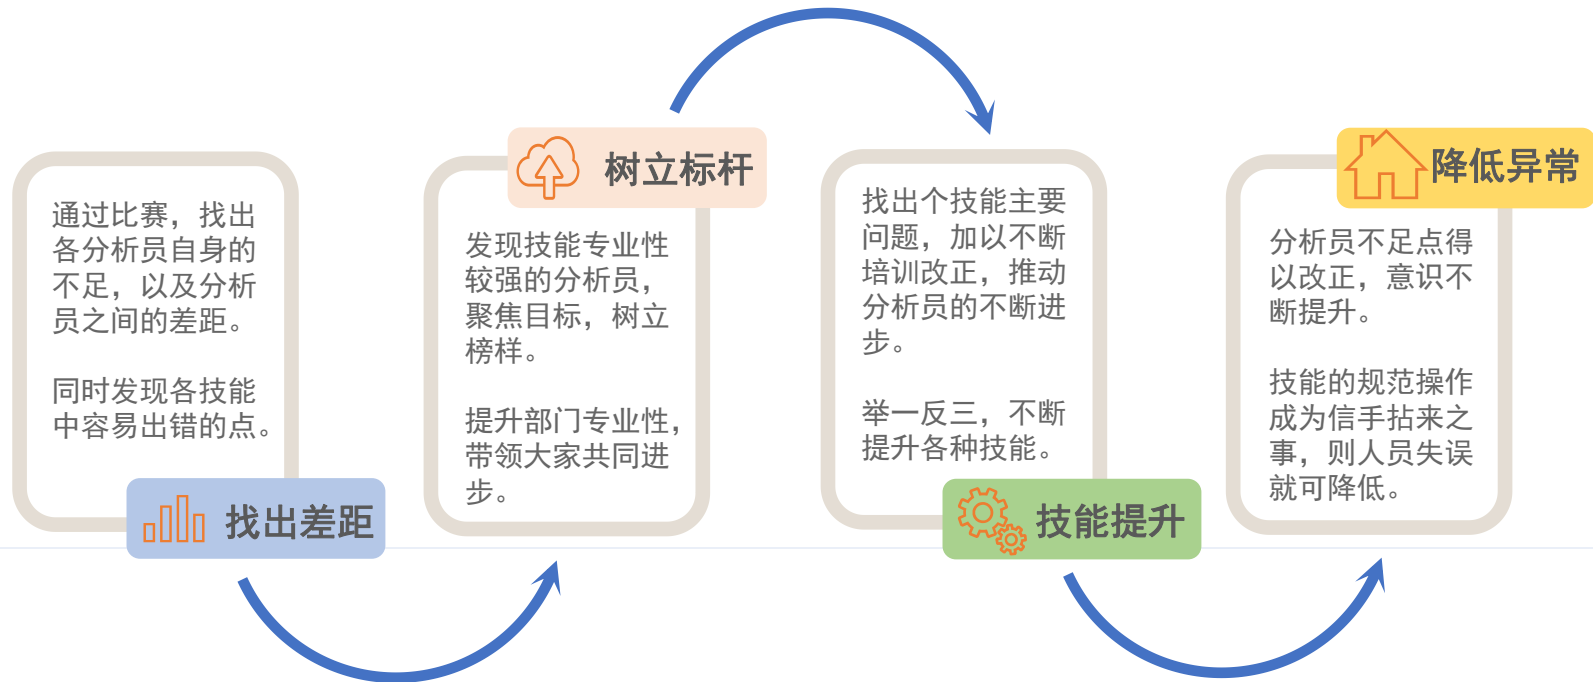 通过比赛，找出
各分析员自身的
不足，以及分析
员之间的差距。
同时发现各技能
中容易出错的点。
找出差距
树立标杆
发现技能专业性
较强的分析员，
聚焦目标，树立
榜样。
提升部门专业性，
带领大家共同进
步。
找出个技能主要
问题，加以不断
培训改正，推动
分析员的不断进
步。
举一反三，不断
提升各种技能。
技能提升
降低异常
分析员不足点得
以改正，意识不
断提升。
技能的规范操作
成为信手拈来之
事，则人员失误
就可降低。